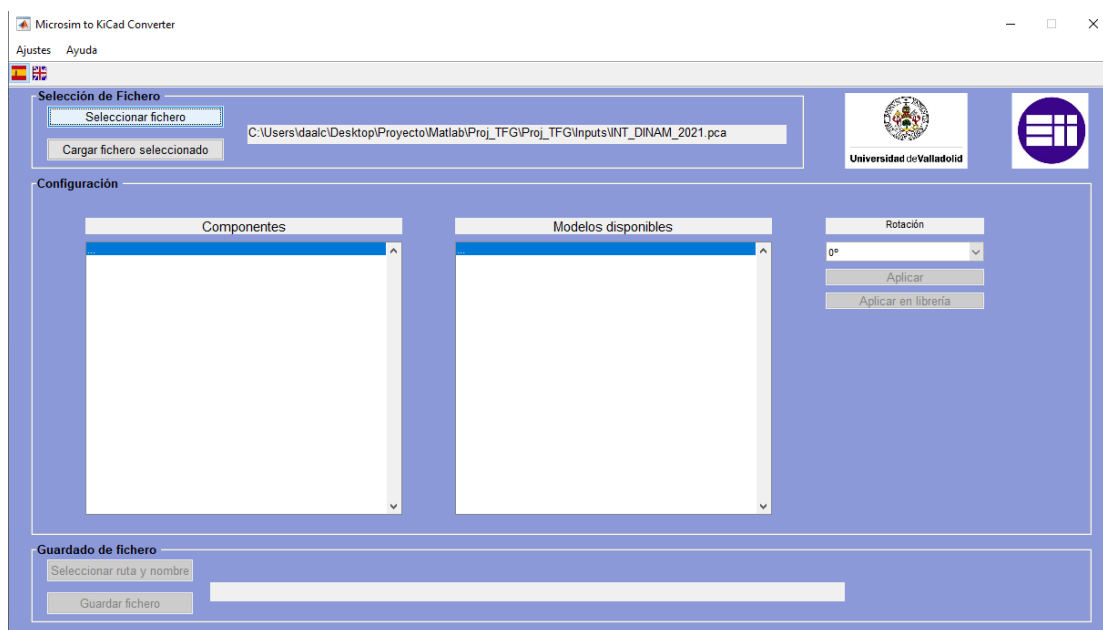 Microsim to KiCad Converter
Ajustes Ayuda
Selección de Fichero
Seleccionar fichero
C:\Users\daalc\Desktop\Proyecto\Matlab\Proj_TFG\Proj_TFG\Inputs\INT_DINAM_2021.pca
Cargar fichero seleccionado
Universidad de Valladolid
Configuración
Componentes
Modelos disponibles
Rotación
...
...
0º
Aplicar
Aplicar en librería
Guardado de fichero
Seleccionar ruta y nombre
Guardar fichero